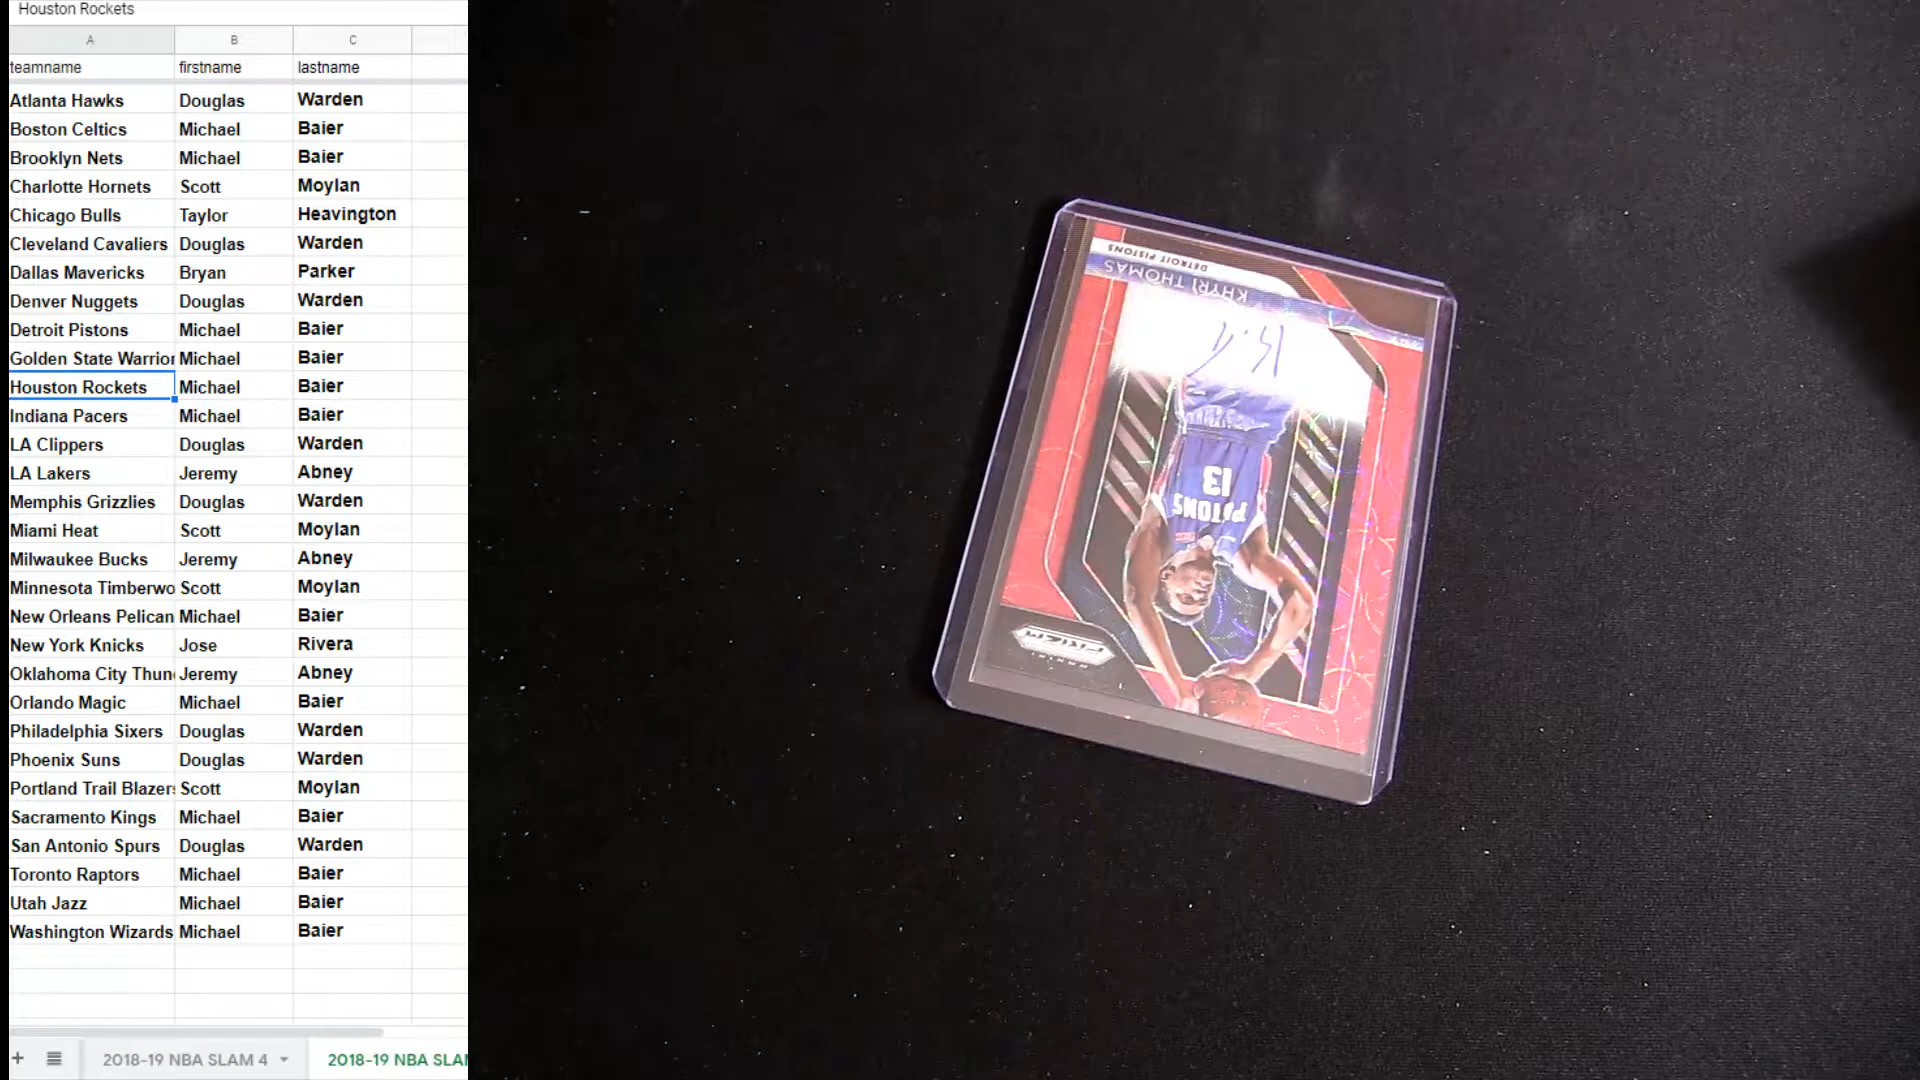 Houston Rockets
A B C
teamname firstname lastname
Atlanta Hawks Douglas Warden
Boston Celtics Michael Baier
Brooklyn Nets Michael Baier
Charlotte Hornets Scott Moylan
Chicago Bulls Taylor Heavington
Cleveland Cavaliers Douglas Warden
Dallas Mavericks Bryan Parker
Denver Nuggets Douglas Warden
Detroit Pistons Michael Baier
Golden State Warrior Michael Baier
Houston Rockets Michael Baier
Indiana Pacers Michael Baier
LA Clippers Douglas Warden
LA Lakers Jeremy Abney
Memphis Grizzlies Douglas Warden
Miami Heat Scott Moylan
Milwaukee Bucks Jeremy Abney
Minnesota Timberwo Scott Moylan
New Orleans Pelican Michael Baier
New York Knicks Jose Rivera
Oklahoma City Thun Jeremy Abney
Orlando Magic Michael Baier
Philadelphia Sixers Douglas Warden
Phoenix Suns Douglas Warden
Portland Trail Blazers Scott Moylan
Sacramento Kings Michael Baier
San Antonio Spurs Douglas Warden
Toronto Raptors Michael Baier
Utah Jazz Michael Baier
Washington Wizards Michael Baier
2018-19 NBA SLAM 4 2018-19 NBA SLAM
PANINI
PRIZM
PISTONS
13
KHYRI THOMAS
DETROIT PISTONS